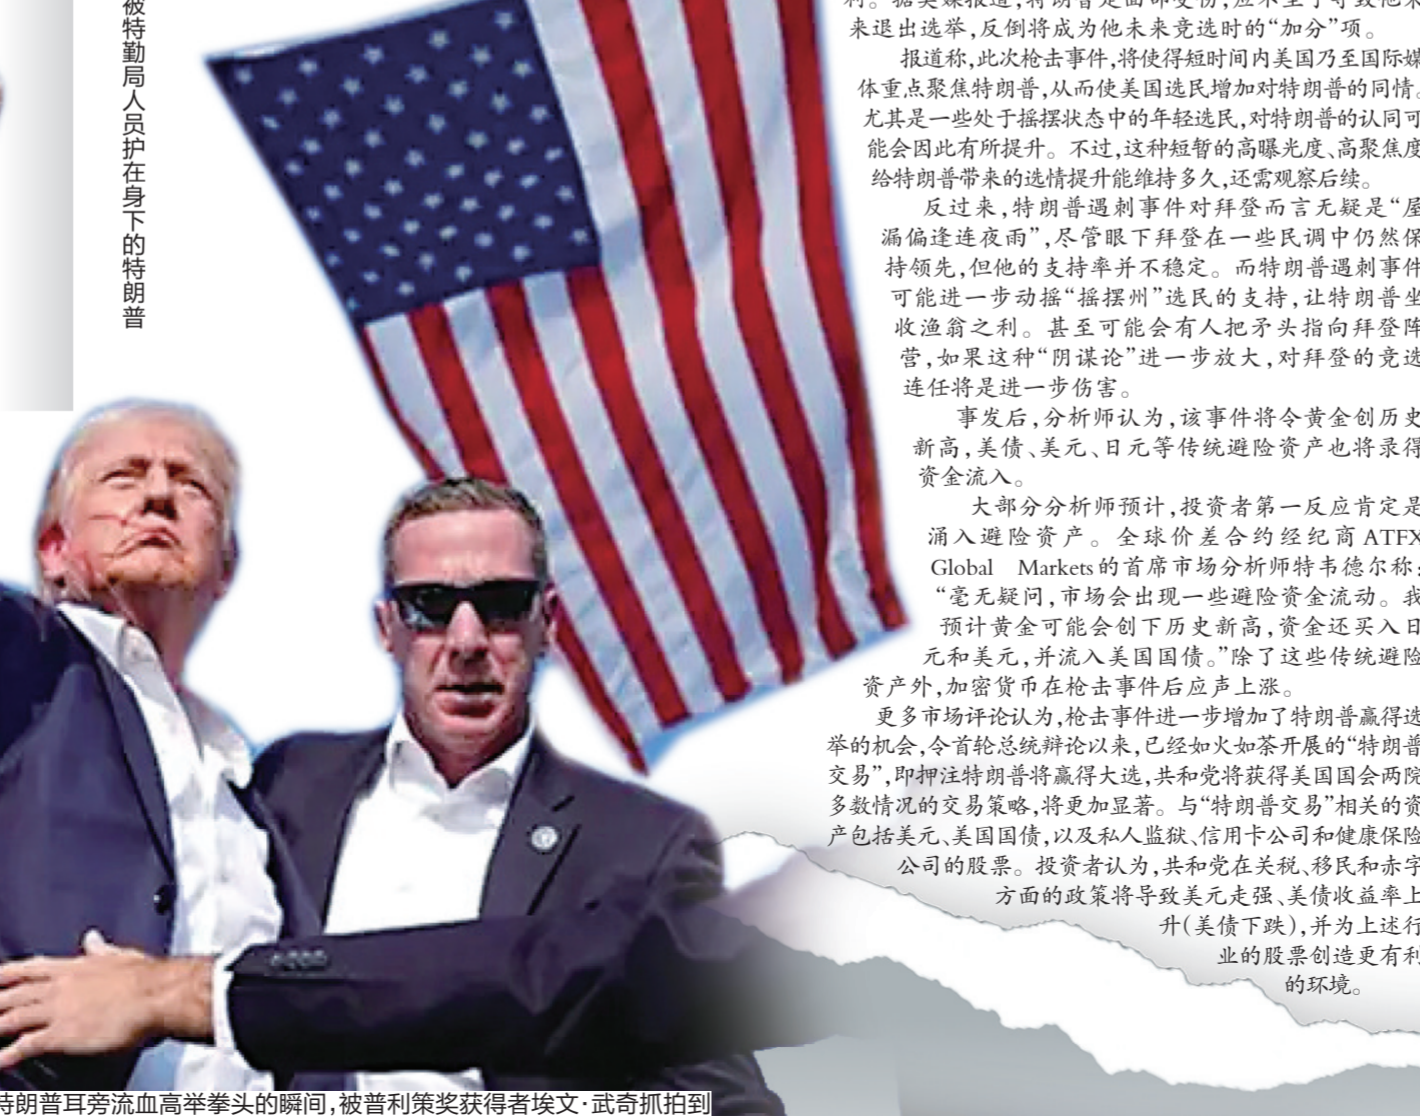 被特勤局人员护在身下的特朗普
来退出选举,反倒将成为他未来竞选时的“加分”项。
报道称,此次枪击事件,将使得短时间内美国乃至国际媒
体重点聚焦特朗普,从而使美国选民增加对特朗普的同情。
尤其是一些处于摇摆状态中的年轻选民,对特朗普的认同可
能会因此有所提升。不过,这种短暂的高曝光度、高聚焦度
给特朗普带来的选情提升能维持多久,还需观察后续。
反过来,特朗普遇刺事件对拜登而言无疑是“屋
漏偏逢连夜雨”,尽管眼下拜登在一些民调中仍然保
持领先,但他的支持率并不稳定。而特朗普遇刺事件
可能进一步动摇“摇摆州”选民的支持,让特朗普坐
收渔翁之利。甚至可能会有人把矛头指向拜登阵
营,如果这种“阴谋论”进一步放大,对拜登的竞选
连任将是进一步伤害。
事发后,分析师认为,该事件将令黄金创历史
新高,美债、美元、日元等传统避险资产也将录得
资金流入。
大部分分析师预计,投资者第一反应肯定是
涌入避险资产。全球价差合约经纪商ATFX
Global Markets的首席市场分析师特韦德尔称:
“毫无疑问,市场会出现一些避险资金流动。我
预计黄金可能会创下历史新高,资金还买入日
元和美元,并流入美国国债。”除了这些传统避险
资产外,加密货币在枪击事件后应声上涨。
更多市场评论认为,枪击事件进一步增加了特朗普赢得选
举的机会,令首轮总统辩论以来,已经如火如荼开展的“特朗普
交易”,即押注特朗普将赢得大选,共和党将获得美国国会两院
多数情况的交易策略,将更加显著。与“特朗普交易”相关的资
产包括美元、美国国债,以及私人监狱、信用卡公司和健康保险
公司的股票。投资者认为,共和党在关税、移民和赤字
方面的政策将导致美元走强、美债收益率上
升(美债下跌),并为上述行
业的股票创造更有利
的环境。
特朗普耳旁流血高举拳头的瞬间,被普利策奖获得者埃文·武奇抓拍到